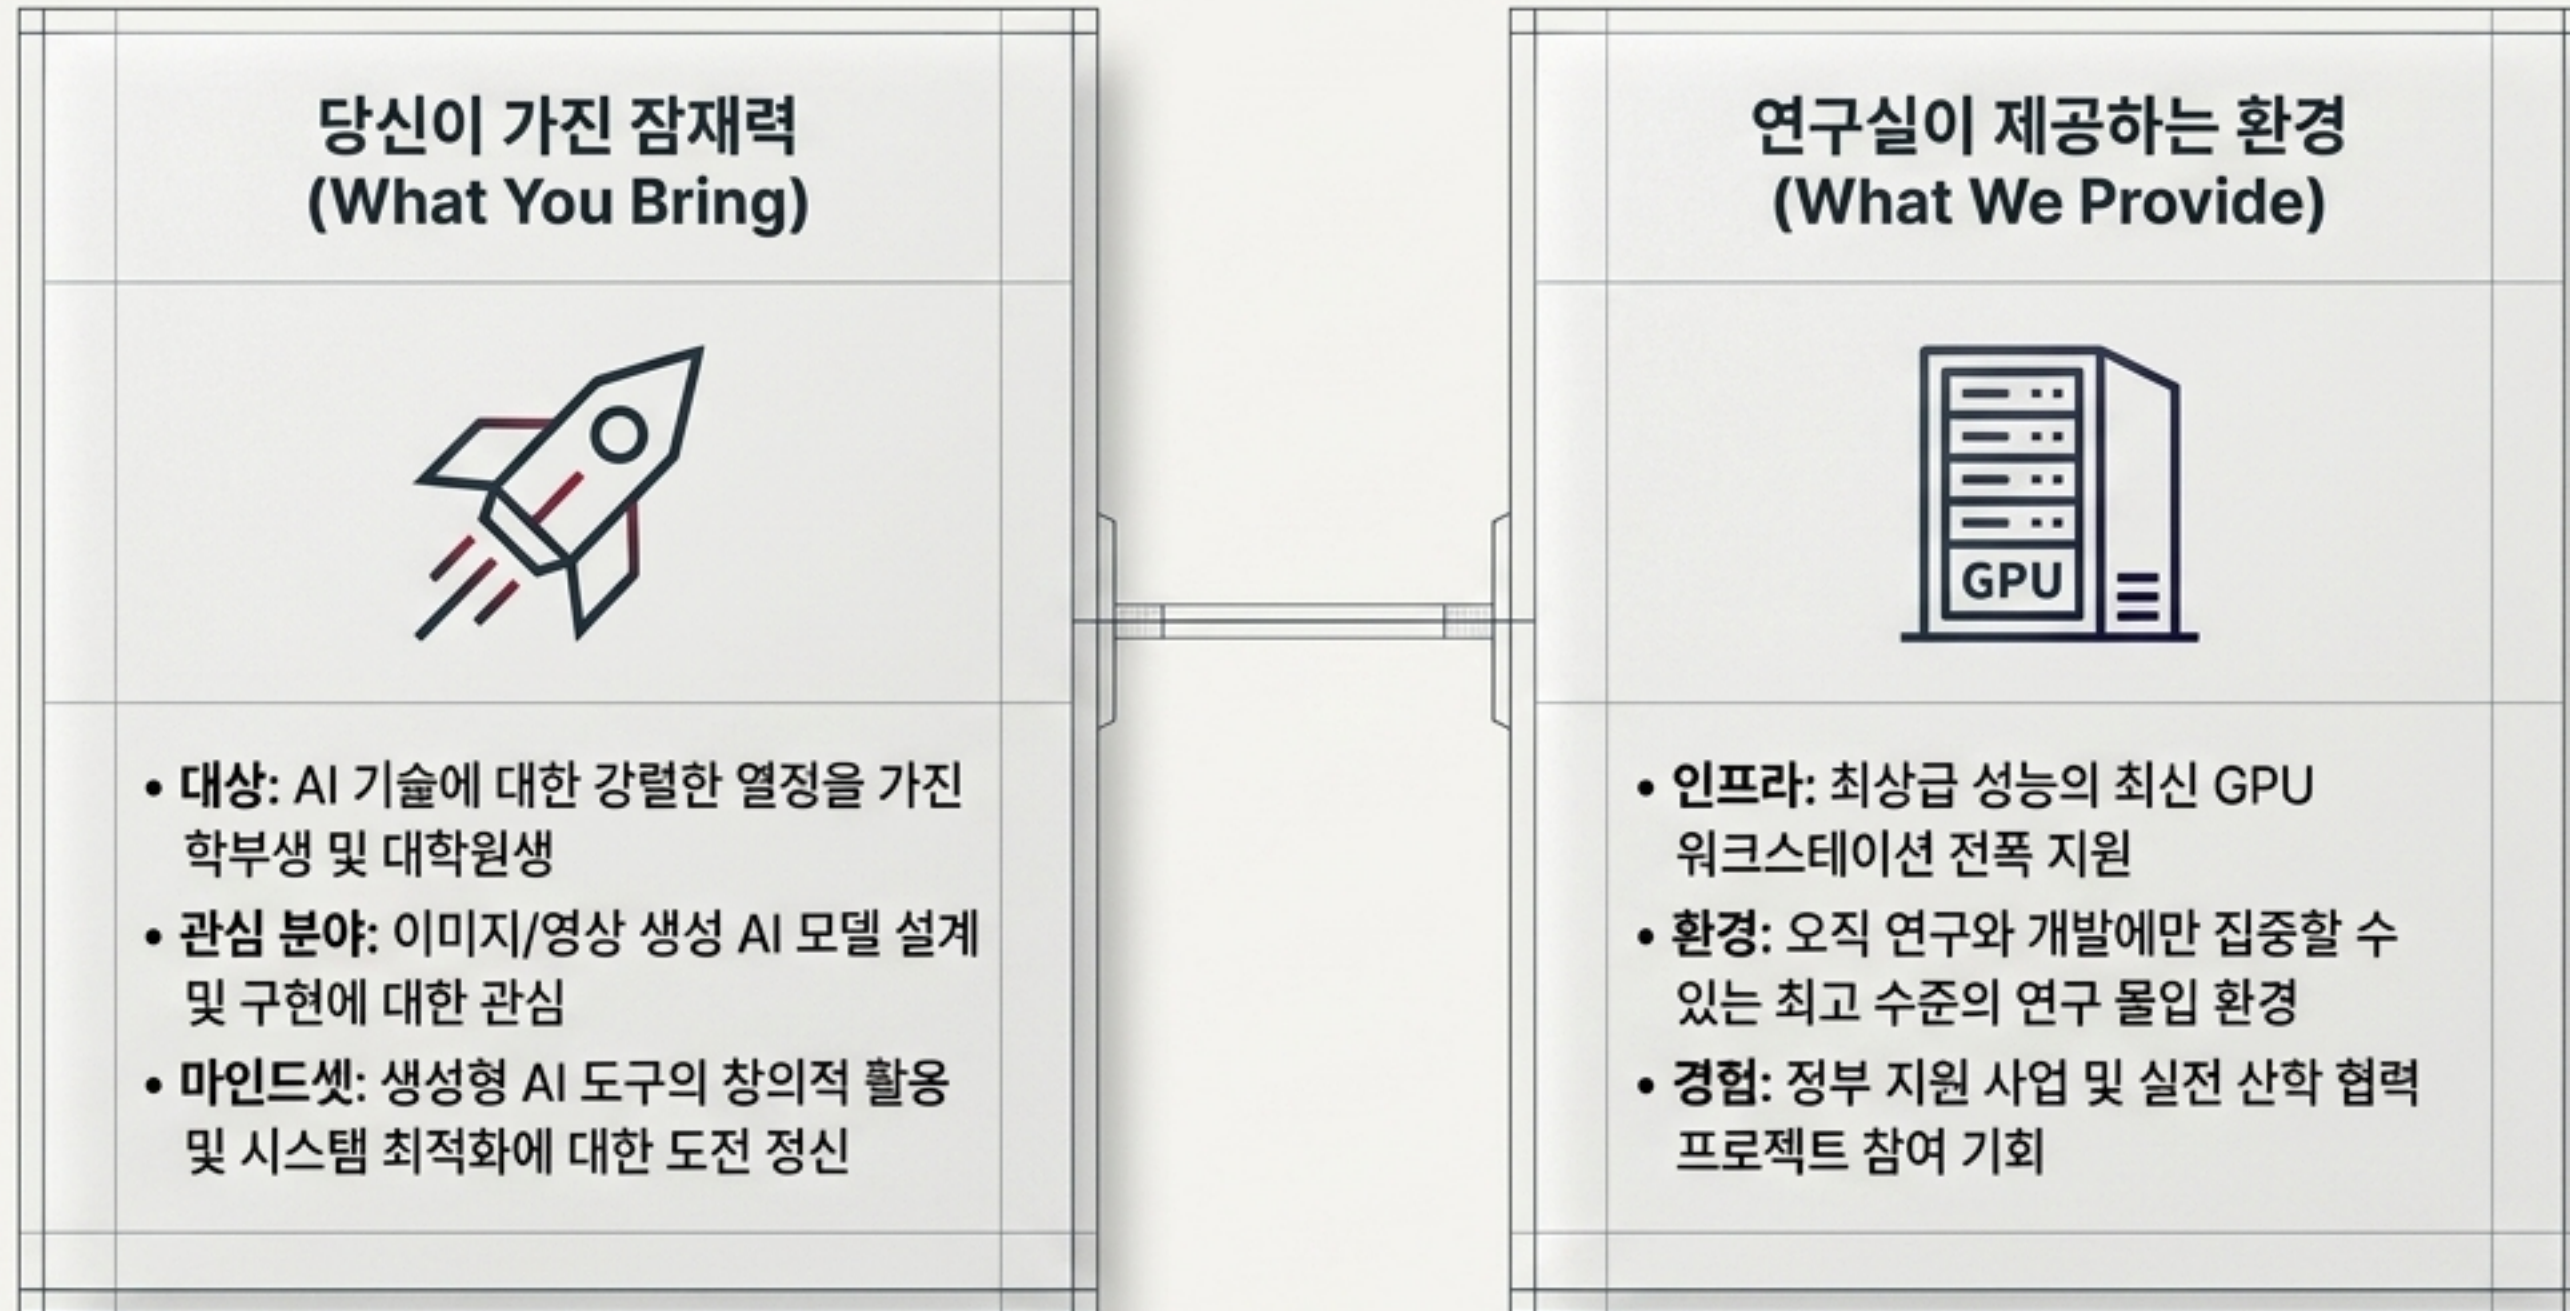 당신이 가진 잠재력
(What You Bring)
• 대상: AI 기술에 대한 강렬한 열정을 가진
학부생 및 대학원생
• 관심 분야: 이미지/영상 생성 AI 모델 설계
및 구현에 대한 관심
• 마인드셋: 생성형 AI 도구의 창의적 활용
및 시스템 최적화에 대한 도전 정신
연구실이 제공하는 환경
(What We Provide)
GPU
• 인프라: 최상급 성능의 최신 GPU
워크스테이션 전폭 지원
• 환경: 오직 연구와 개발에만 집중할 수
있는 최고 수준의 연구 몰입 환경
• 경험: 정부 지원 사업 및 실전 산학 협력
프로젝트 참여 기회